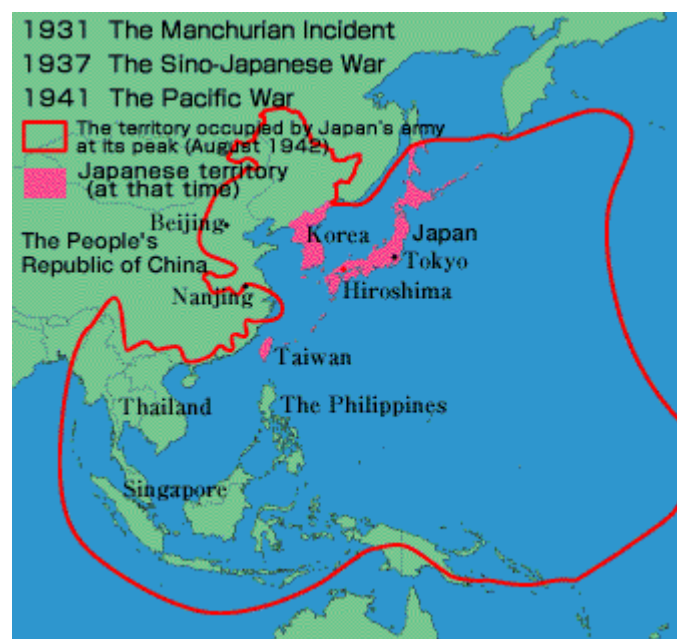 1931 The Manchurian Incident
1937 The Sino-Japanese War
1941 The Pacific War
The territory occupied by Japan's army
at its peak (August 1942)
Japanese territory
(at that time)
Beijing
Korea
Japan
Tokyo
The People's
Republic of China
Nanjing
Hiroshima
Taiwan
Thailand
The Philippines
Singapore